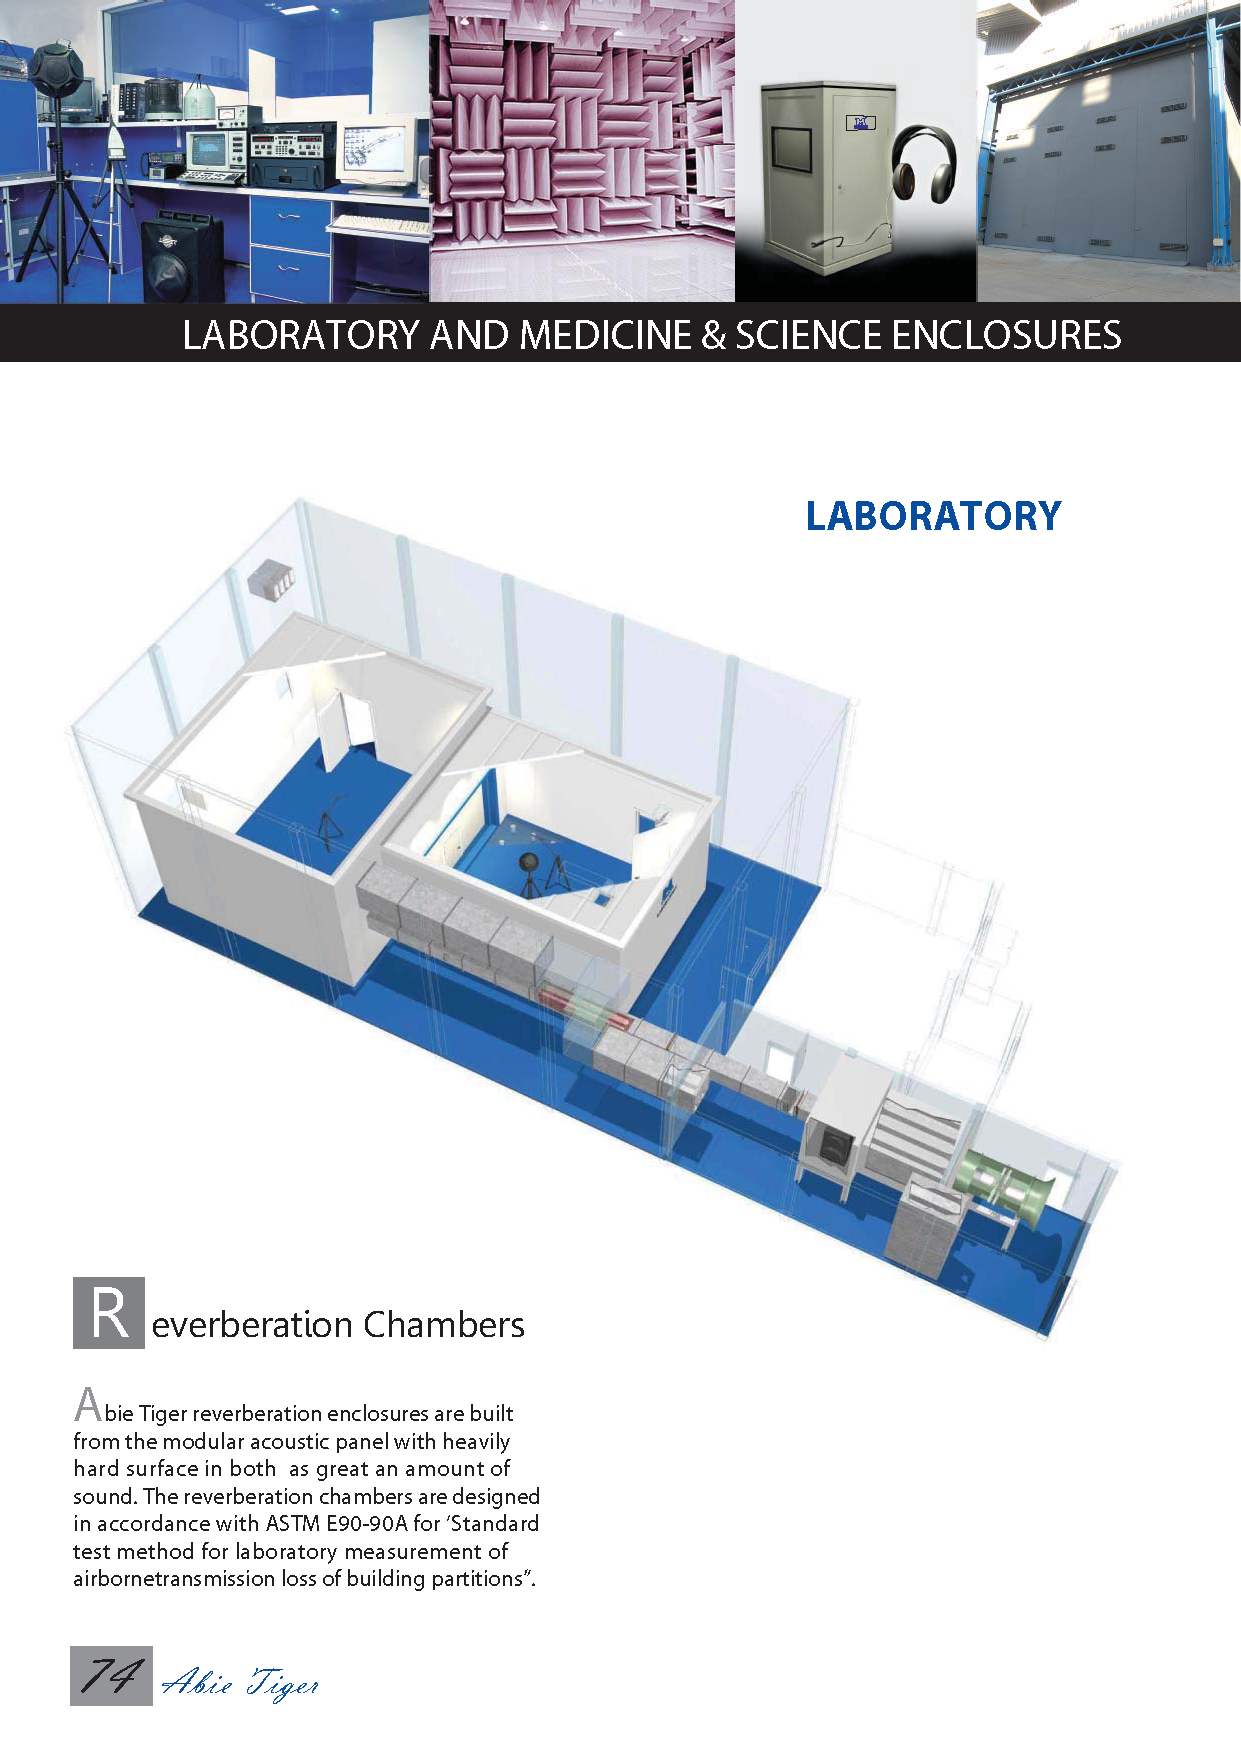 LABORATORY AND MEDICINE & SCIENCE ENCLOSURES
LABORATORY
Reverberation Chambers
Abie Tiger reverberation enclosures are built
from the modular acoustic panel with heavily
hard surface in both  as great an amount of
sound. The reverberation chambers are designed
in accordance with ASTM E90-90A for ‘Standard
test method for laboratory measurement of
airbornetransmission loss of building partitions”.
74 Abie Tiger